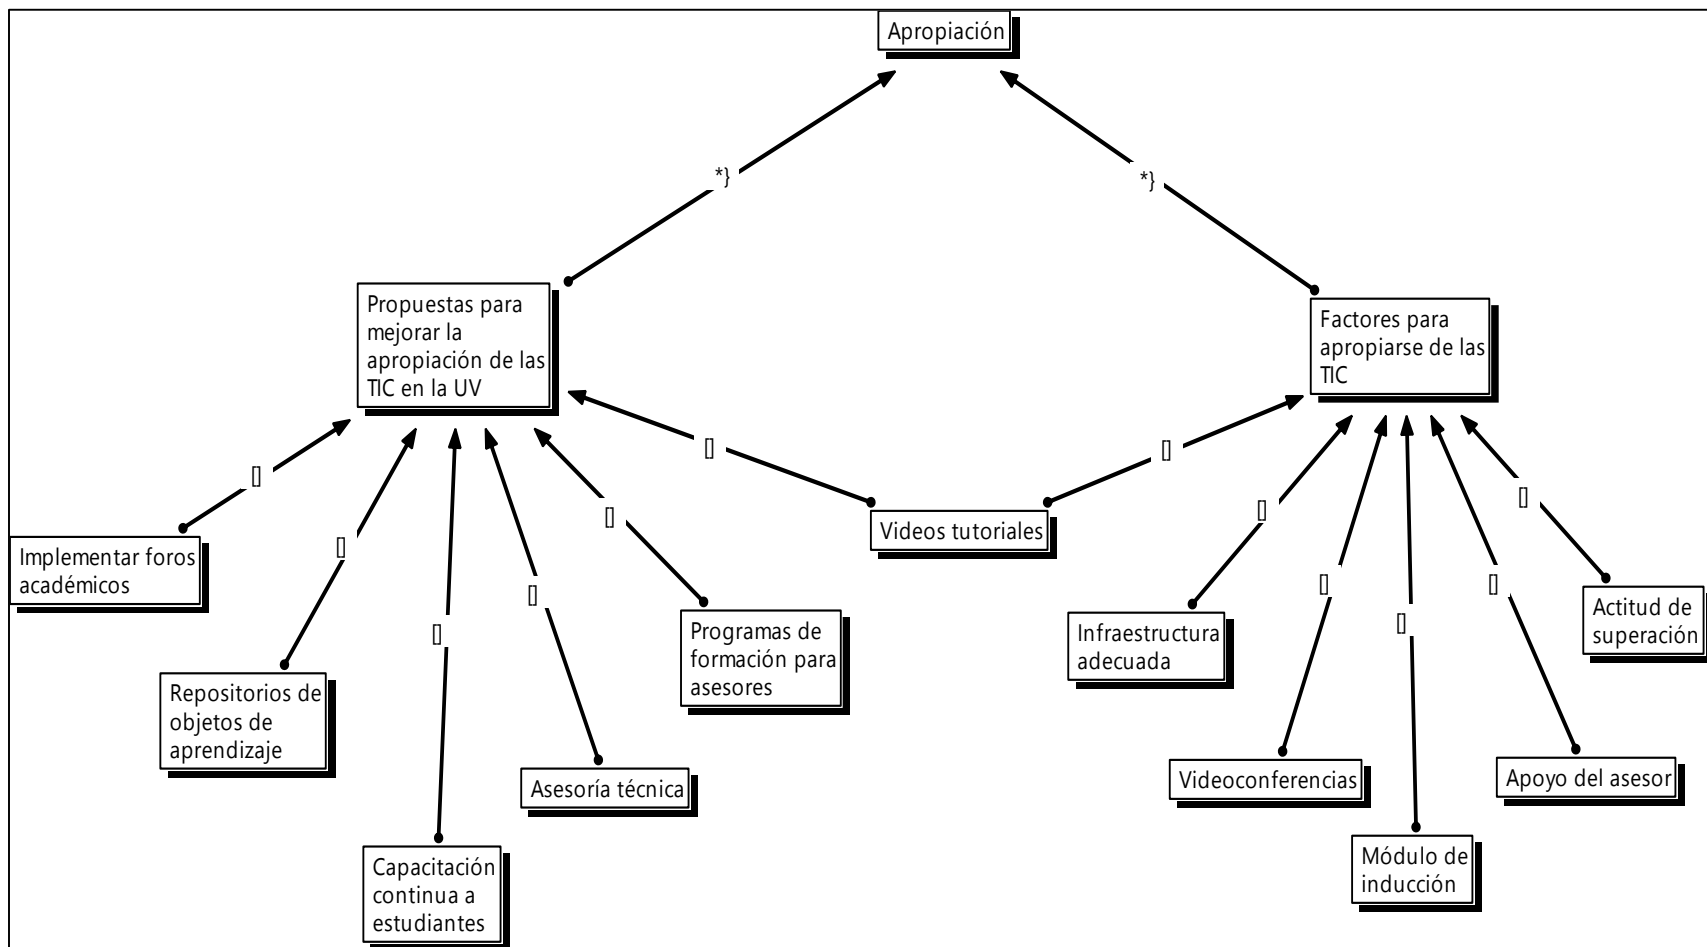 Apropiación
*}
*}
Propuestas para
mejorar la
apropiación de las
TIC en la UV
Factores para
apropiarse de las
TIC
[]
[]
[]
[]
[]
[]
[]
[]
[]
[]
[]
[]
Videos tutoriales
Implementar foros
académicos
Programas de
formación para
asesores
Infraestructura
adecuada
Actitud de
superación
Repositorios de
objetos de
aprendizaje
Asesoría técnica
Videoconferencias
Apoyo del asesor
Capacitación
continua a
estudiantes
Módulo de
inducción